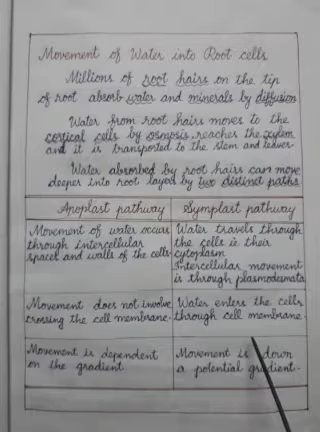 Movement of Water into Root cells
Millions of root hairs on the tip
of root absorb water and minerals by diffusion
Water from root hairs moves to the
cortical cells by osmosis, reaches the xylem
and it is transported to the stem and leaves
Water absorbed by root hairs can move
deeper into root layers by two distinct paths
Apoplast pathway
Movement of water occurs
through intercellular
spaces and walls of the cells
Movement does not involve
crossing the cell membrane.
Movement is dependent
on the gradient.
Symplast pathway
Water travels through
the cells ie their
cytoplasm
Intercellular movement
is through plasmodesmata
Water enters the cells
through cell membrane.
Movement is down
a potential gradient.